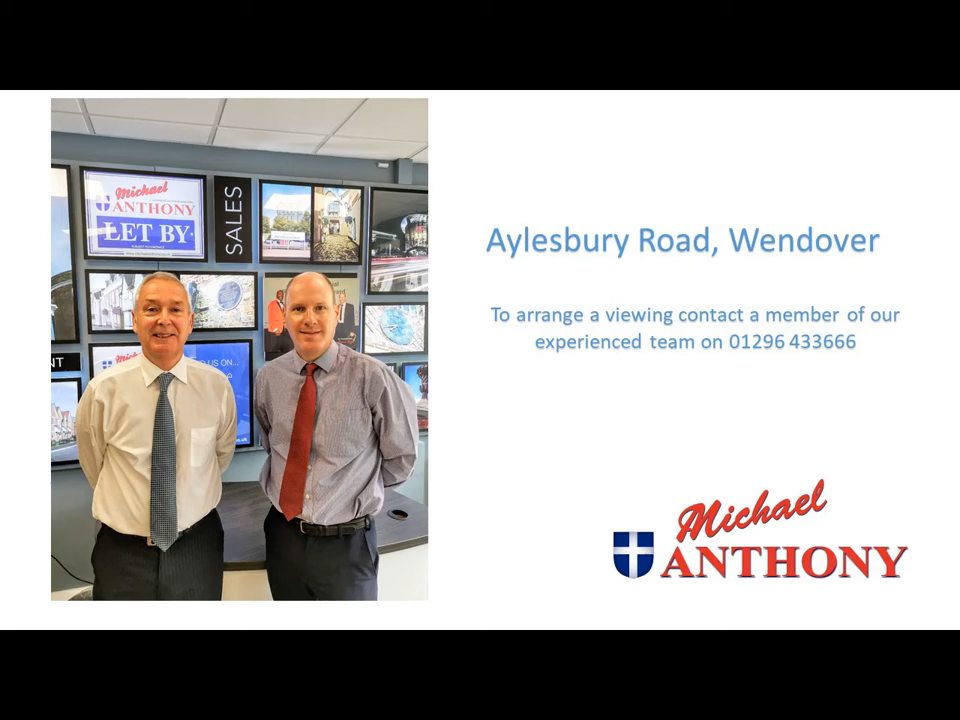 Michael
ANTHONY
LET BY
SALES
Aylesbury Road, Wendover
To arrange a viewing contact a member of our
experienced team on 01296 433666
Michael
ANTHONY